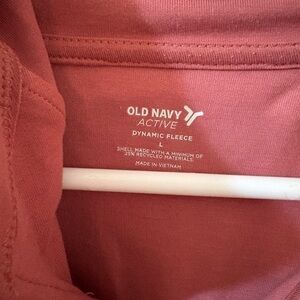 OLD NAVY
ACTIVE
DYNAMIC FLEECE
L
SHELL MADE WITH A MINIMUM OF
25% RECYCLED MATERIALS
MADE IN VIETNAM